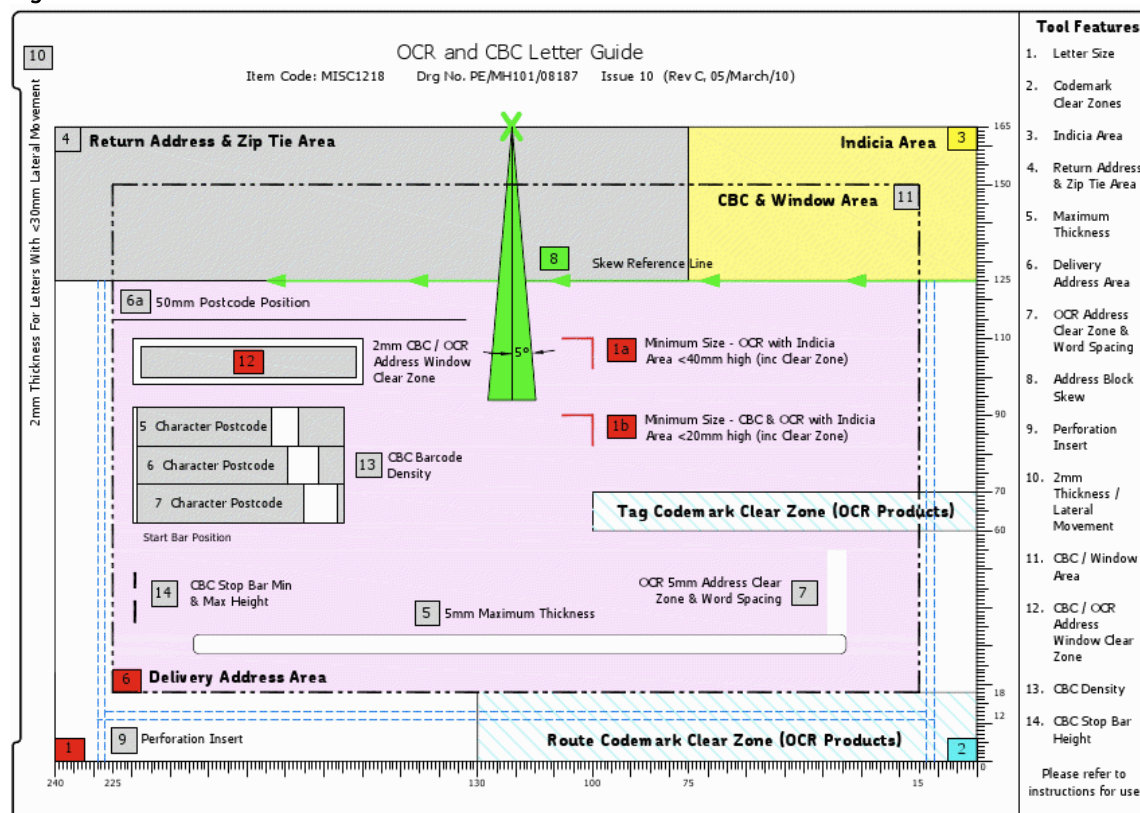 OCR and CBC Letter Guide
Item Code: MISC1218 Drg No. PE/MH101/08187 Issue 10 (Rev C, 05/March/10)
10
2mm Thickness For Letters With <30mm Lateral Movement
4 Return Address & Zip Tie Area
Indicia Area 3
CBC & Window Area 11
8 Skew Reference Line
6a 50mm Postcode Position
12
2mm CBC / OCR
Address Window
Clear Zone
5°
1a Minimum Size - OCR with Indicia
Area <40mm high (inc Clear Zone)
1b Minimum Size - CBC & OCR with Indicia
Area <20mm high (inc Clear Zone)
5 Character Postcode
6 Character Postcode
7 Character Postcode
Start Bar Position
13 CBC Barcode
Density
Tag Codemark Clear Zone (OCR Products)
14 CBC Stop Bar Min
& Max Height
OCR 5mm Address Clear
Zone & Word Spacing 7
5 5mm Maximum Thickness
6 Delivery Address Area
9 Perforation Insert
Route Codemark Clear Zone (OCR Products)
1
2
165
150
125
110
90
70
60
18
12
0
240 225 130 100 75 15
Tool Features
1. Letter Size
2. Codemark
Clear Zones
3. Indicia Area
4. Return Address
& Zip Tie Area
5. Maximum
Thickness
6. Delivery
Address Area
7. OCR Address
Clear Zone &
Word Spacing
8. Address Block
Skew
9. Perforation
Insert
10. 2mm
Thickness /
Lateral
Movement
11. CBC / Window
Area
12. CBC / OCR
Address
Window Clear
Zone
13. CBC Density
14. CBC Stop Bar
Height
Please refer to
instructions for use